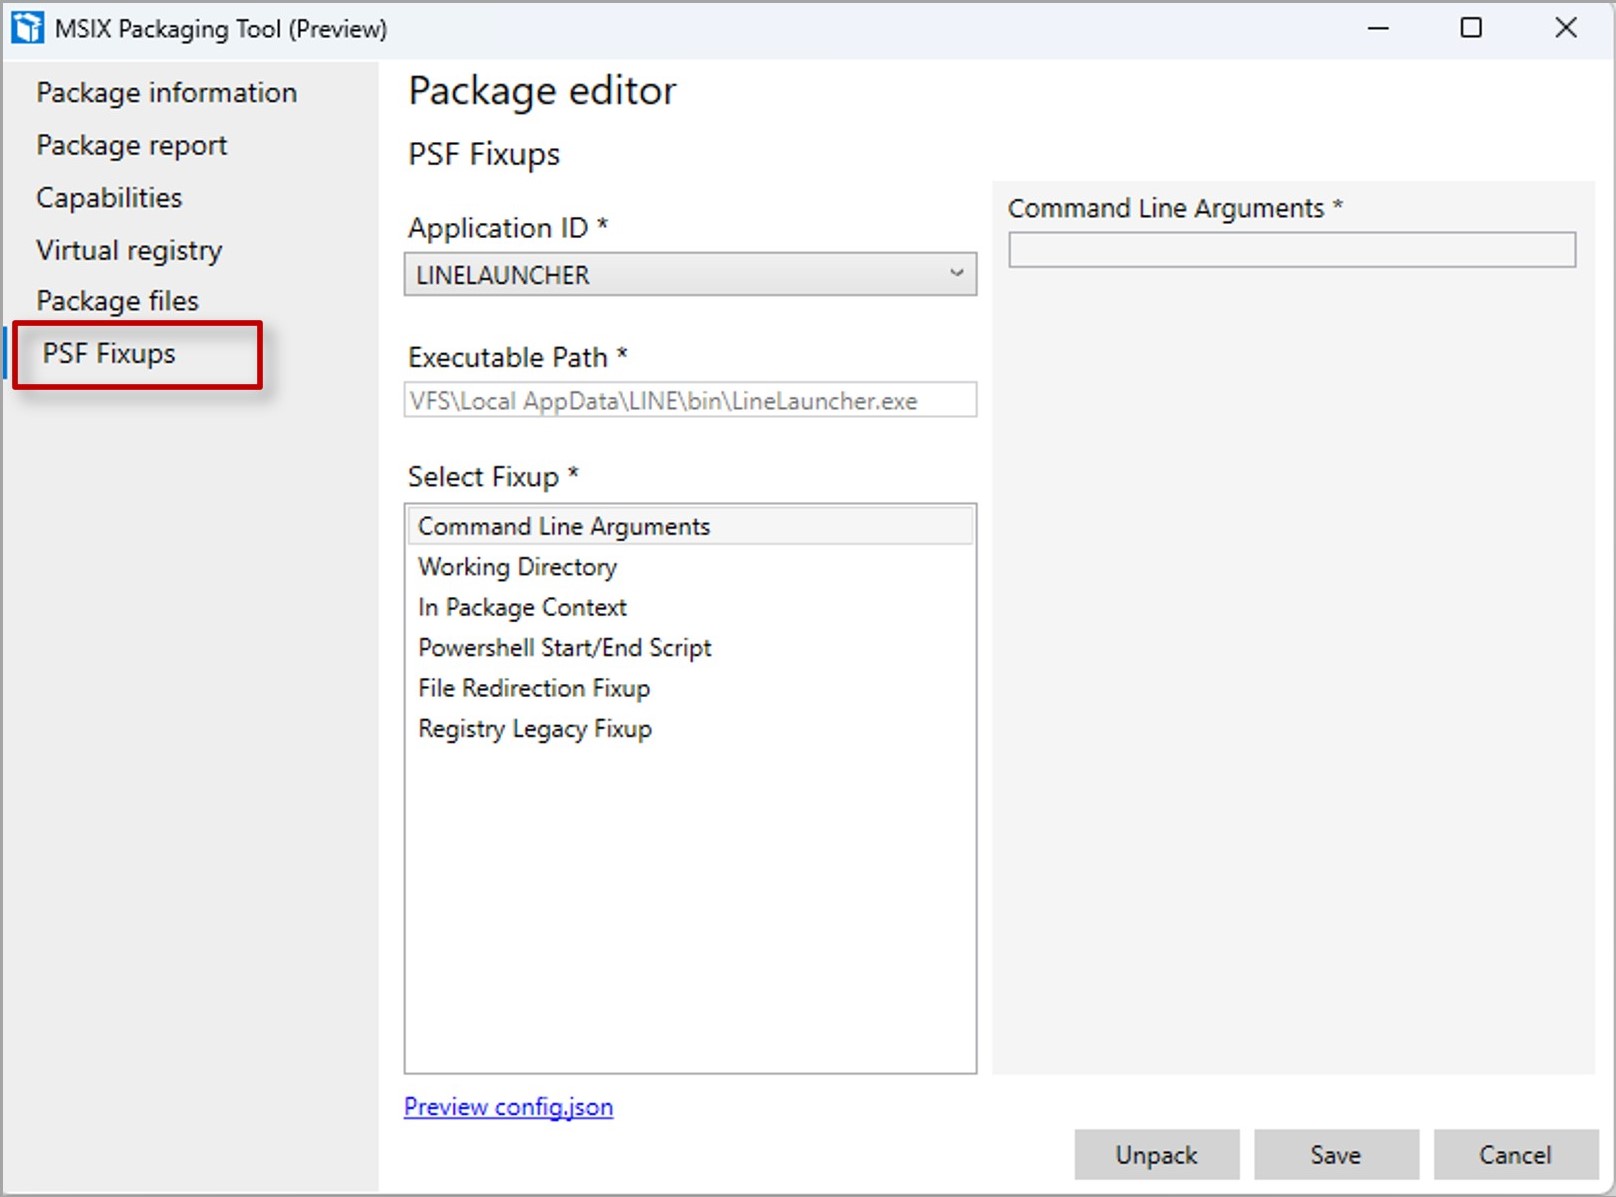 MSIX Packaging Tool (Preview)
Package information
Package report
Capabilities
Virtual registry
Package files
PSF Fixups
Package editor
PSF Fixups
Application ID *
LINELAUNCHER
Executable Path *
VFS\Local AppData\LINE\bin\LineLauncher.exe
Select Fixup *
Command Line Arguments
Working Directory
In Package Context
Powershell Start/End Script
File Redirection Fixup
Registry Legacy Fixup
Preview config.json
Command Line Arguments *
Unpack
Save
Cancel